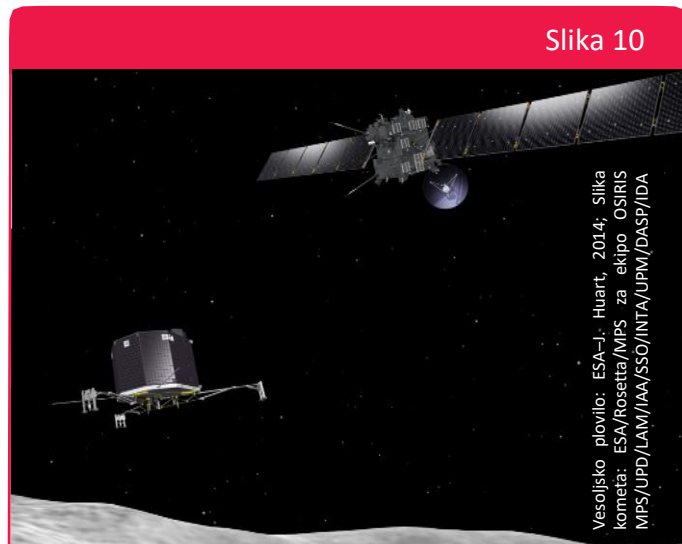 Slika 10
Vesoljsko plovilo: ESA–J. Huart, 2014; Slika
kometa: ESA/Rosetta/MPS za ekipo OSIRIS
MPS/UPD/LAM/IAA/SSO/INTA/UPM/DASP/IDA